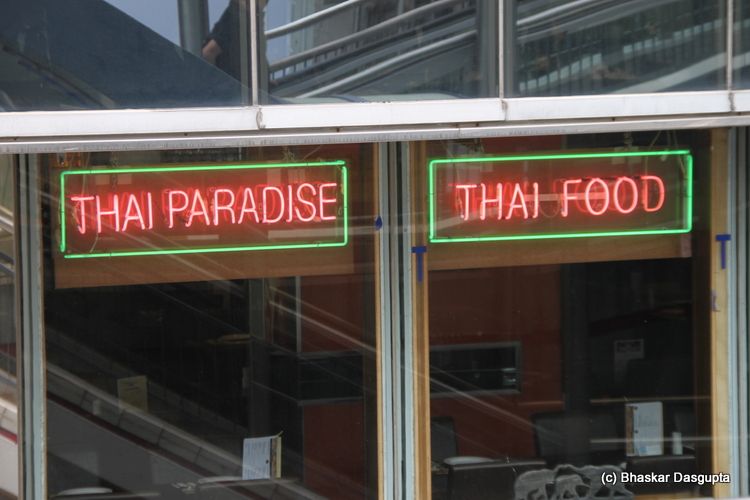 THAI PARADISE
THAI FOOD
(c) Bhaskar Dasgupta